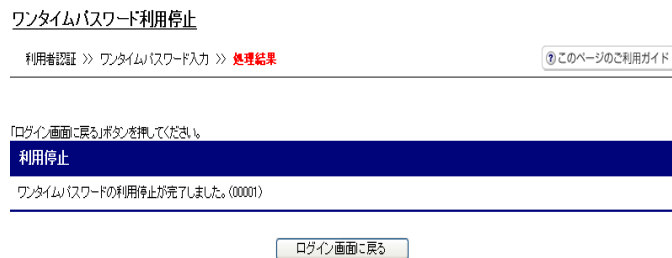 ワンタイムパスワード利用停止
利用者認証 >> ワンタイムパスワード入力 >> 処理結果
?このページのご利用ガイド
「ログイン画面に戻る」ボタンを押してください。
利用停止
ワンタイムパスワードの利用停止が完了しました。(00001)
ログイン画面に戻る